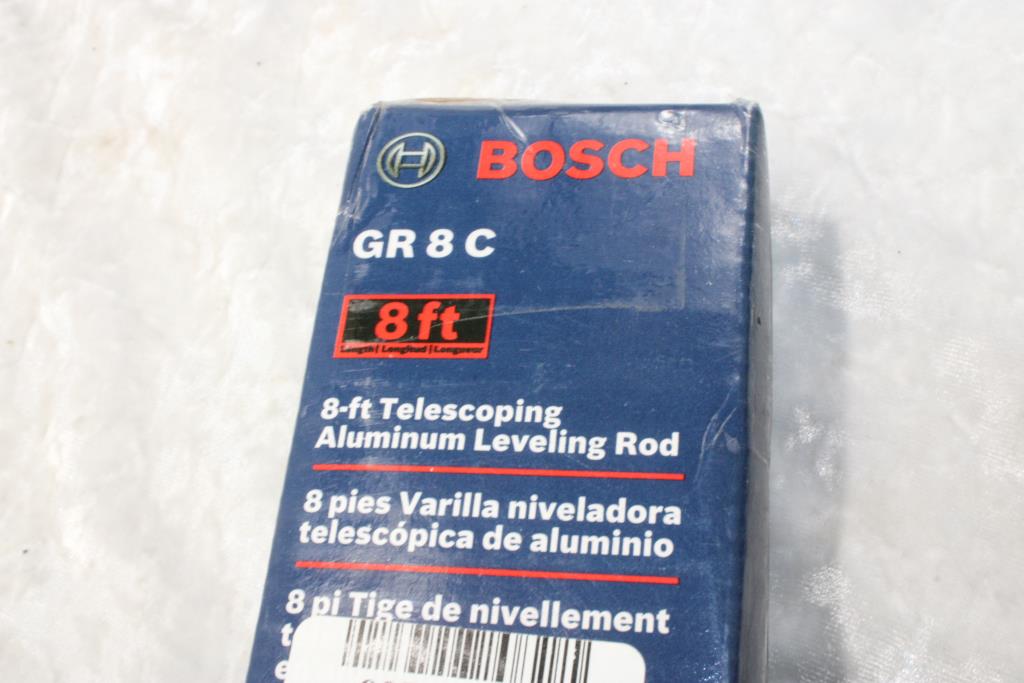 BOSCH
GR 8 C
8 ft
Length | Longitud | Longueur
8-ft Telescoping
Aluminum Leveling Rod
8 pies Varilla niveladora
telescópica de aluminio
8 pi Tige de nivellement